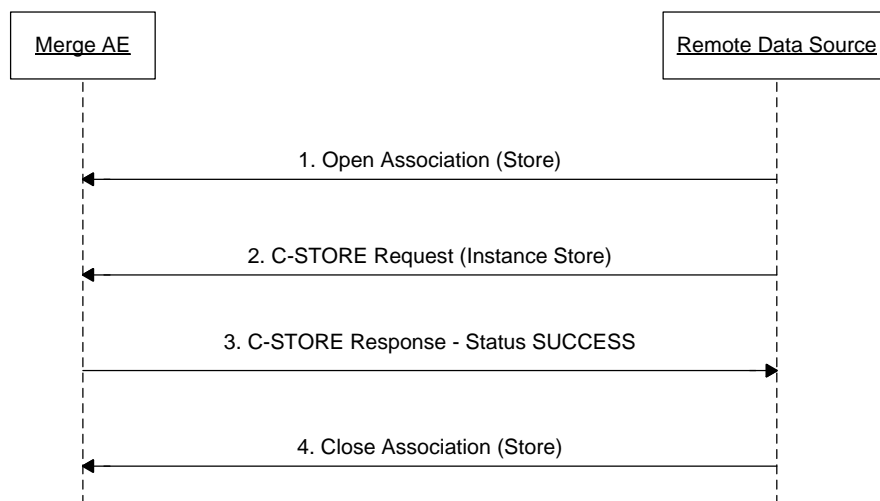 Merge AE
Remote Data Source
1. Open Association (Store)
2. C-STORE Request (Instance Store)
3. C-STORE Response - Status SUCCESS
4. Close Association (Store)